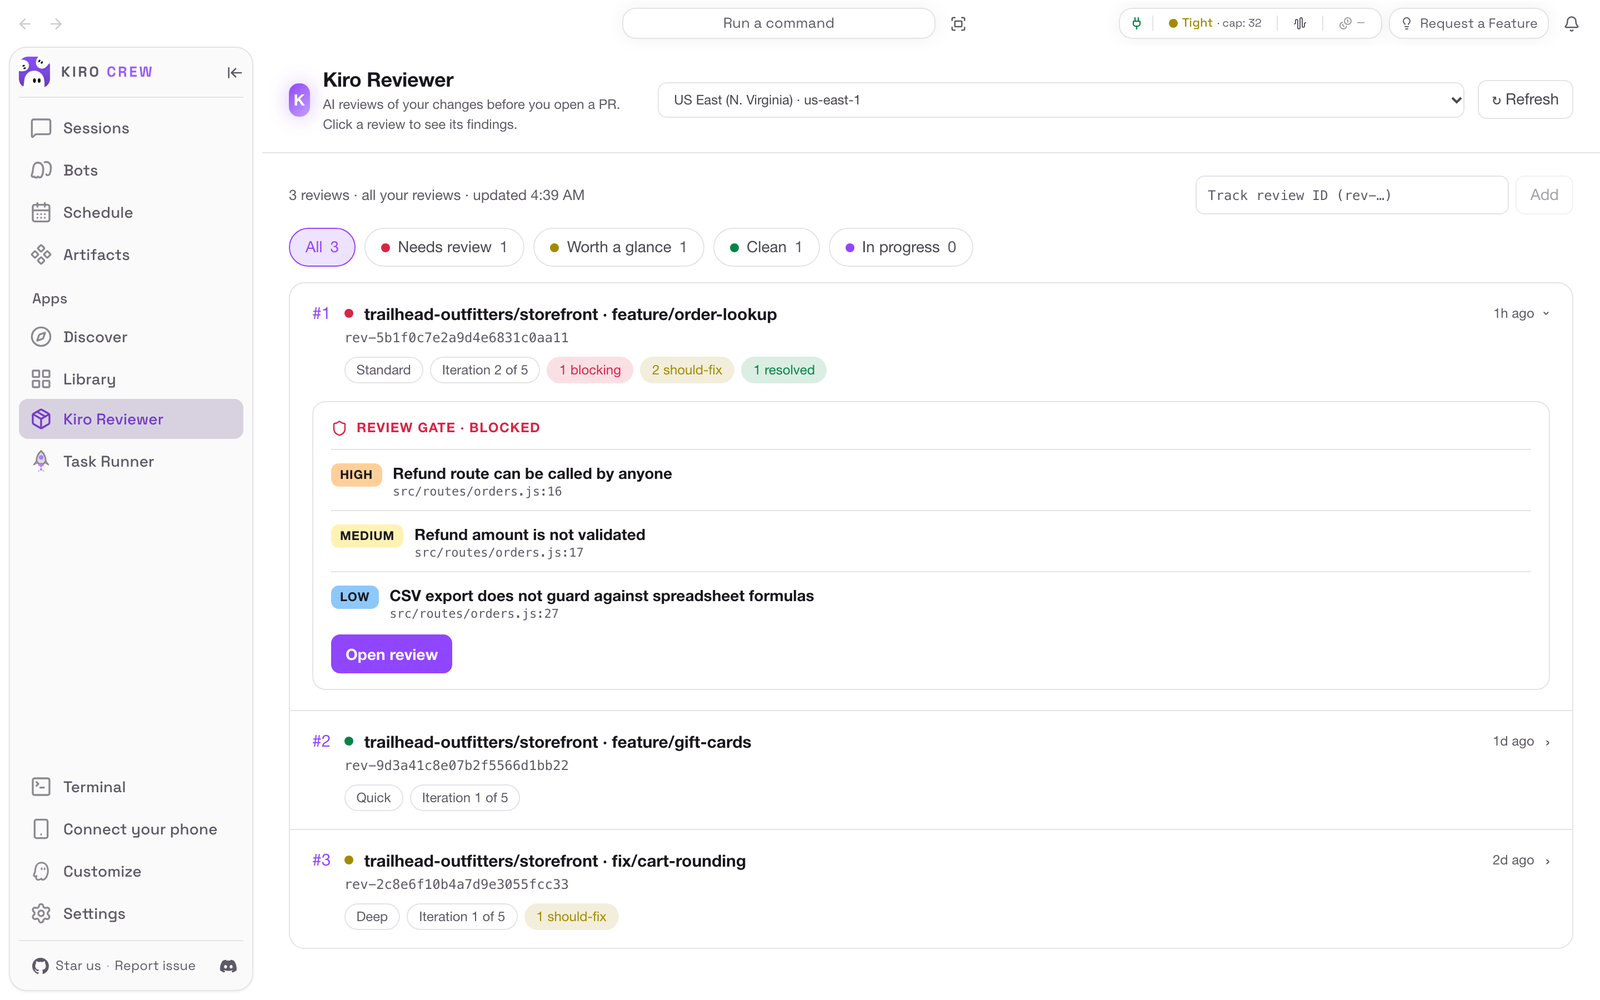 Run a command
Tight · cap: 32
Request a Feature
KIRO CREW
Sessions
Bots
Schedule
Artifacts
Apps
Discover
Library
Kiro Reviewer
Task Runner
Terminal
Connect your phone
Customize
Settings
Star us · Report issue
K
Kiro Reviewer
AI reviews of your changes before you open a PR.
Click a review to see its findings.
US East (N. Virginia) · us-east-1
↻ Refresh
3 reviews · all your reviews · updated 4:39 AM
Track review ID (rev-…)
Add
All 3
Needs review 1
Worth a glance 1
Clean 1
In progress 0
#1 trailhead-outfitters/storefront · feature/order-lookup
1h ago
rev-5b1f0c7e2a9d4e6831c0aa11
Standard
Iteration 2 of 5
1 blocking
2 should-fix
1 resolved
REVIEW GATE · BLOCKED
HIGH Refund route can be called by anyone
src/routes/orders.js:16
MEDIUM Refund amount is not validated
src/routes/orders.js:17
LOW CSV export does not guard against spreadsheet formulas
src/routes/orders.js:27
Open review
#2 trailhead-outfitters/storefront · feature/gift-cards
1d ago
rev-9d3a41c8e07b2f5566d1bb22
Quick
Iteration 1 of 5
#3 trailhead-outfitters/storefront · fix/cart-rounding
2d ago
rev-2c8e6f10b4a7d9e3055fcc33
Deep
Iteration 1 of 5
1 should-fix